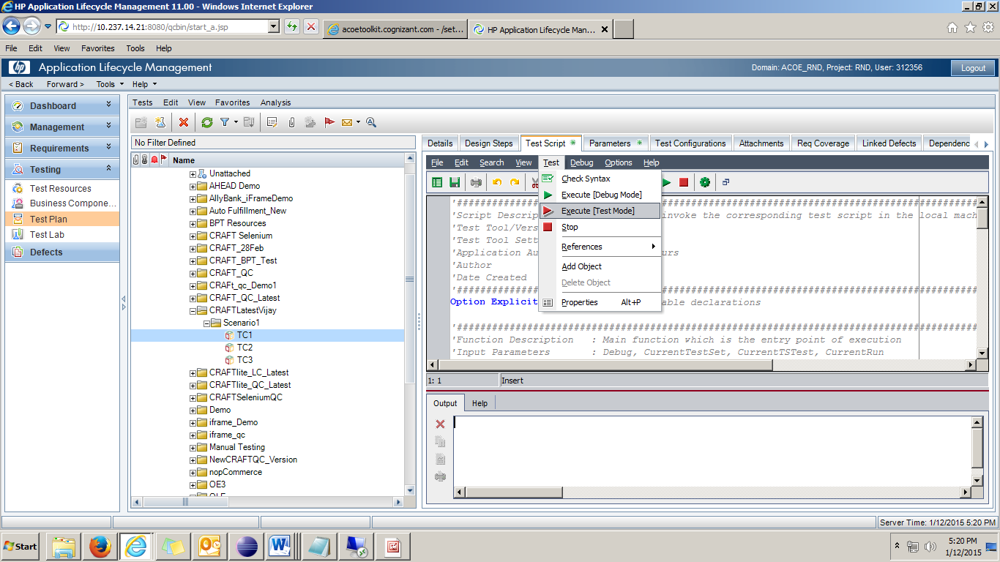 HP Application Lifecycle Management 11.00 - Windows Internet Explorer
http://10.237.14.21:8080/qcbin/start_a.jsp
acoetoolkit.cognizant.com - /set...
HP Application Lifecycle Man...
File Edit View Favorites Tools Help
hp Application Lifecycle Management
Domain: ACOE_RND, Project: RND, User: 312356
Logout
< Back Forward > Tools Help
Dashboard
Management
Requirements
Testing
Test Resources
Business Compone...
Test Plan
Test Lab
Defects
Tests Edit View Favorites Analysis
No Filter Defined
Name
Unattached
AHEAD Demo
AllyBank_iFrameDemo
Auto Fulfillment_New
BPT Resources
CRAFT Selenium
CRAFT_28Feb
CRAFT_BPT_Test
CRAFT_QC
CRAFt_qc_Demo1
CRAFT_QC_Latest
CRAFTLatestVijay
Scenario1
TC1
TC2
TC3
CRAFTlite_LC_Latest
CRAFTlite_QC_Latest
CRAFTSeleniumQC
Demo
iframe_Demo
iframe_qc
Manual Testing
NewCRAFTQC_Version
nopCommerce
OE3
Details Design Steps Test Script * Parameters * Test Configurations Attachments Req Coverage Linked Defects Dependenc
File Edit Search View Test Debug Options Help
Check Syntax
Execute [Debug Mode]
Execute [Test Mode]
Stop
References
Add Object
Delete Object
Properties Alt+P
'Script Descrip invoke the corresponding test script in the local mach
'Test Tool/Vers
'Test Tool Sett
'Application Au urs
'Author
'Date Created
Option Explicit able declarations
'Function Description : Main function which is the entry point of execution
'Input Parameters : Debug, CurrentTestSet, CurrentTSTest, CurrentRun
1: 1 Insert
Output Help
Server Time: 1/12/2015 5:20 PM
Start
5:20 PM
1/12/2015